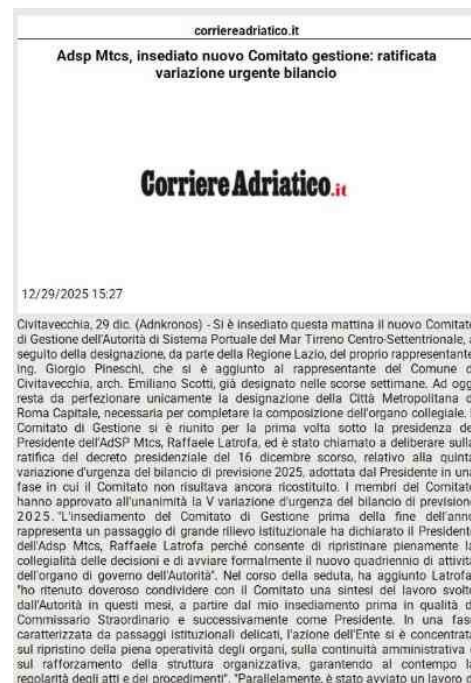 corriereadriatico.it
Adsp Mtcs, insediato nuovo Comitato gestione: ratificata
variazione urgente bilancio
Corriere Adriatico.it
12/29/2025 15:27
Civitavecchia, 29 dic. (Adnkronos) - Si è insediato questa mattina il nuovo Comitato
di Gestione dell'Autorità di Sistema Portuale del Mar Tirreno Centro-Settentrionale, a
seguito della designazione, da parte della Regione Lazio, del proprio rappresentante
ing. Giorgio Pineschi, che si è aggiunto al rappresentante del Comune d
Civitavecchia, arch. Emiliano Scotti, già designato nelle scorse settimane. Ad ogg
resta da perfezionare unicamente la designazione della Città Metropolitana d
Roma Capitale, necessaria per completare la composizione dell'organo collegiale.
Comitato di Gestione si è riunito per la prima volta sotto la presidenza de
Presidente dell'AdSP Mtcs, Raffaele Latrofa, ed è stato chiamato a deliberare sulla
ratifica del decreto presidenziale del 16 dicembre scorso, relativo alla quinta
variazione d'urgenza del bilancio di previsione 2025, adottata dal Presidente in una
fase in cui il Comitato non risultava ancora ricostituito. I membri del Comitato
hanno approvato all'unanimità la V variazione d'urgenza del bilancio di previsione
2025. "L'insediamento del Comitato di Gestione prima della fine dell'anno
rappresenta un passaggio di grande rilievo istituzionale ha dichiarato il Presidente
dell'Adsp Mtcs, Raffaele Latrofa perché consente di ripristinare pienamente la
collegialità delle decisioni e di avviare formalmente il nuovo quadriennio di attività
dell'organo di governo dell'Autorità". Nel corso della seduta, ha aggiunto Latrofa
"ho ritenuto doveroso condividere con il Comitato una sintesi del lavoro svolto
dall'Autorità in questi mesi, a partire dal mio insediamento prima in qualità d
Commissario Straordinario e successivamente come Presidente. In una fase
caratterizzata da passaggi istituzionali delicati, l'azione dell'Ente si è concentrata
sul ripristino della piena operatività degli organi, sulla continuità amministrativa e
sul rafforzamento della struttura organizzativa, garantendo al contempo la
regolarità degli atti e dei procedimenti". "Parallelamente, è stato avviato un lavoro